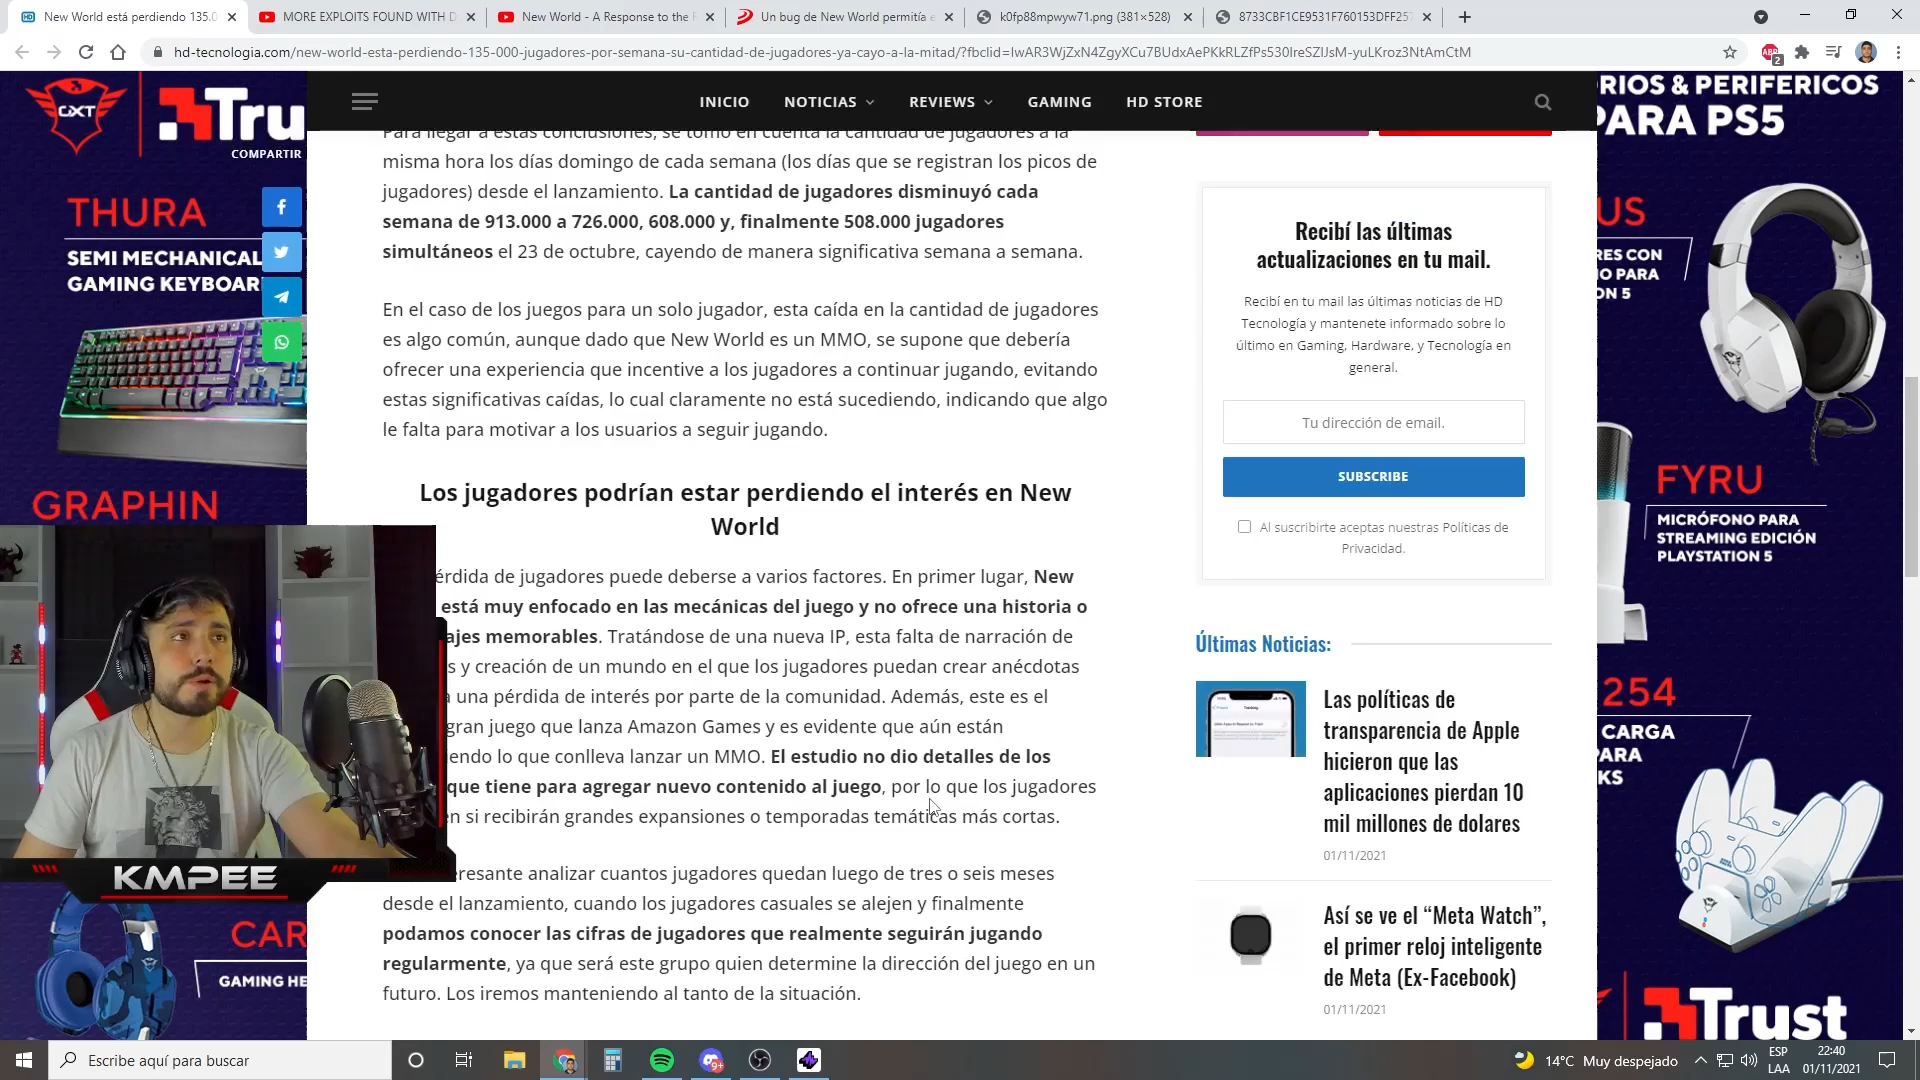 New World está perdiendo 135.0
MORE EXPLOITS FOUND WITH D
New World - A Response to the R
Un bug de New World permitía e
k0fp88mpwyw71.png (381×528)
8733CBF1CE9531F760153DFF257
hd-tecnologia.com/new-world-esta-perdiendo-135-000-jugadores-por-semana-su-cantidad-de-jugadores-ya-cayo-a-la-mitad/?fbclid=IwAR3WjZxN4ZgyXCu7BUdxAePKkRLZfPs530IreSZIJsM-yuLKroz3NtAmCtM
ABP
2
GXT
Tru
COMPARTIR
INICIO
NOTICIAS
REVIEWS
GAMING
HD STORE
RIOS & PERIFERICOS
PARA PS5
THURA
SEMI MECHANICAL
GAMING KEYBOAR
GRAPHIN
Para llegar a estas conclusiones, se tomó en cuenta la cantidad de jugadores a la
misma hora los días domingo de cada semana (los días que se registran los picos de
jugadores) desde el lanzamiento. La cantidad de jugadores disminuyó cada
semana de 913.000 a 726.000, 608.000 y, finalmente 508.000 jugadores
simultáneos el 23 de octubre, cayendo de manera significativa semana a semana.
En el caso de los juegos para un solo jugador, esta caída en la cantidad de jugadores
es algo común, aunque dado que New World es un MMO, se supone que debería
ofrecer una experiencia que incentive a los jugadores a continuar jugando, evitando
estas significativas caídas, lo cual claramente no está sucediendo, indicando que algo
le falta para motivar a los usuarios a seguir jugando.
Los jugadores podrían estar perdiendo el interés en New
World
érdida de jugadores puede deberse a varios factores. En primer lugar, New
está muy enfocado en las mecánicas del juego y no ofrece una historia o
ajes memorables. Tratándose de una nueva IP, esta falta de narración de
s y creación de un mundo en el que los jugadores puedan crear anécdotas
a una pérdida de interés por parte de la comunidad. Además, este es el
gran juego que lanza Amazon Games y es evidente que aún están
endo lo que conlleva lanzar un MMO. El estudio no dio detalles de los
que tiene para agregar nuevo contenido al juego, por lo que los jugadores
en si recibirán grandes expansiones o temporadas temáticas más cortas.
eresante analizar cuantos jugadores quedan luego de tres o seis meses
desde el lanzamiento, cuando los jugadores casuales se alejen y finalmente
podamos conocer las cifras de jugadores que realmente seguirán jugando
regularmente, ya que será este grupo quien determine la dirección del juego en un
futuro. Los iremos manteniendo al tanto de la situación.
KMPEE
CAR
GAMING HE
Recibí las últimas
actualizaciones en tu mail.
Recibí en tu mail las últimas noticias de HD
Tecnología y mantenete informado sobre lo
último en Gaming, Hardware, y Tecnología en
general.
Tu dirección de email.
SUBSCRIBE
Al suscribirte aceptas nuestras Políticas de
Privacidad.
Últimas Noticias:
Las políticas de
transparencia de Apple
hicieron que las
aplicaciones pierdan 10
mil millones de dolares
01/11/2021
Así se ve el “Meta Watch”,
el primer reloj inteligente
de Meta (Ex-Facebook)
01/11/2021
US
RES CON
O PARA
ON 5
FYRU
MICRÓFONO PARA
STREAMING EDICIÓN
PLAYSTATION 5
254
CARGA
PARA
KS
Trust
Escribe aquí para buscar
9+
14°C Muy despejado
ESP
LAA
22:40
01/11/2021